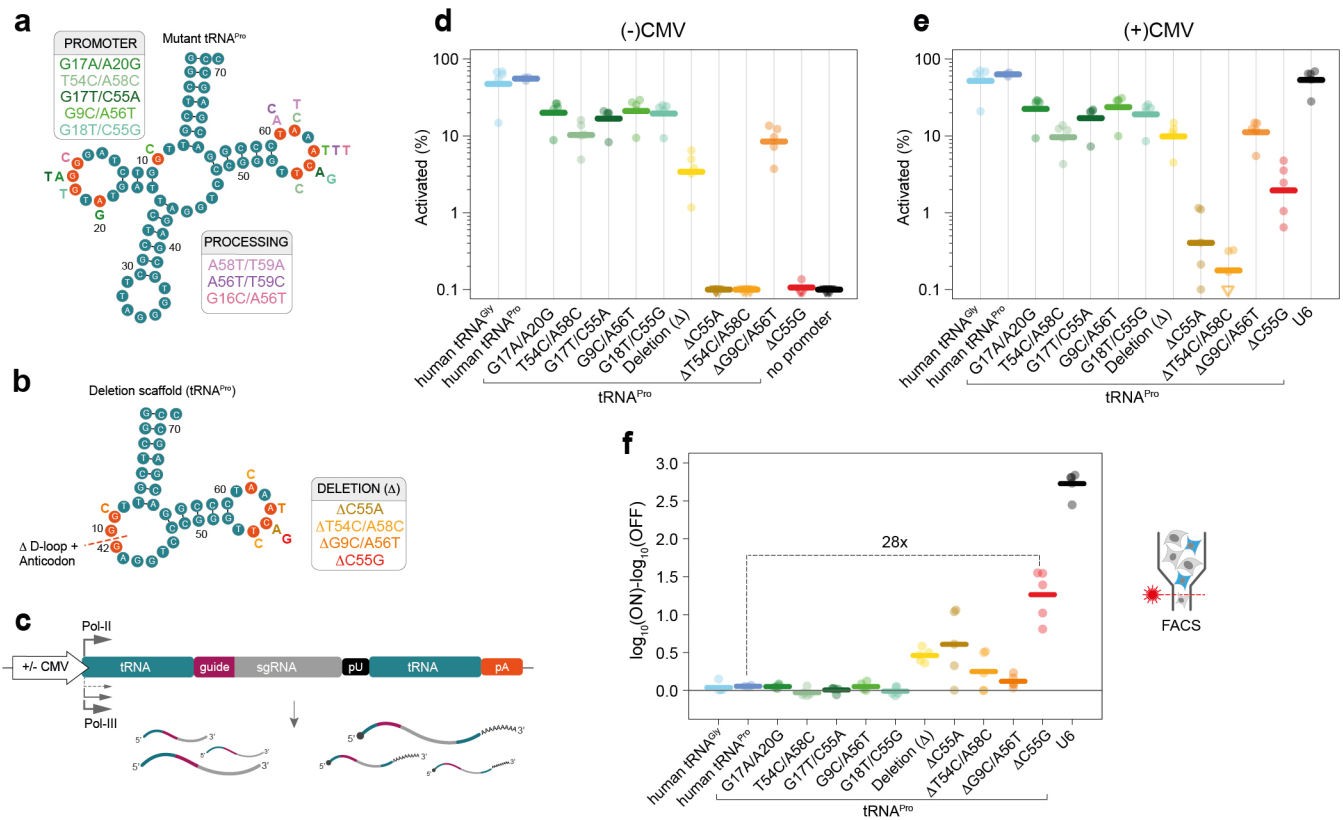 a
Mutant tRNAPro
PROMOTER
G17A/A20G
T54C/A58C
G17T/C55A
G9C/A56T
G18T/C55G
PROCESSING
A58T/T59A
A56T/T59C
G16C/A56T
70
60
50
40
30
20
10
b
Deletion scaffold (tRNAPro)
70
60
50
10
42
Δ D-loop +
Anticodon
DELETION (Δ)
ΔC55A
ΔT54C/A58C
ΔG9C/A56T
ΔC55G
c
Pol-II
+/- CMV
tRNA
guide
sgRNA
pU
tRNA
pA
Pol-III
5'
3'
5'
3'
5'
3'
5'
3'
5'
3'
5'
3'
d
(-)CMV
Activated (%)
100
10
1
0.1
human tRNAGly
human tRNAPro
G17A/A20G
T54C/A58C
G17T/C55A
G9C/A56T
G18T/C55G
Deletion (Δ)
ΔC55A
ΔT54C/A58C
ΔG9C/A56T
ΔC55G
no promoter
tRNAPro
e
(+)CMV
Activated (%)
100
10
1
0.1
human tRNAGly
human tRNAPro
G17A/A20G
T54C/A58C
G17T/C55A
G9C/A56T
G18T/C55G
Deletion (Δ)
ΔC55A
ΔT54C/A58C
ΔG9C/A56T
ΔC55G
U6
tRNAPro
f
log10(ON)-log10(OFF)
3.0
2.5
2.0
1.5
1.0
0.5
0.0
28x
human tRNAGly
human tRNAPro
G17A/A20G
T54C/A58C
G17T/C55A
G9C/A56T
G18T/C55G
Deletion (Δ)
ΔC55A
ΔT54C/A58C
ΔG9C/A56T
ΔC55G
U6
tRNAPro
FACS